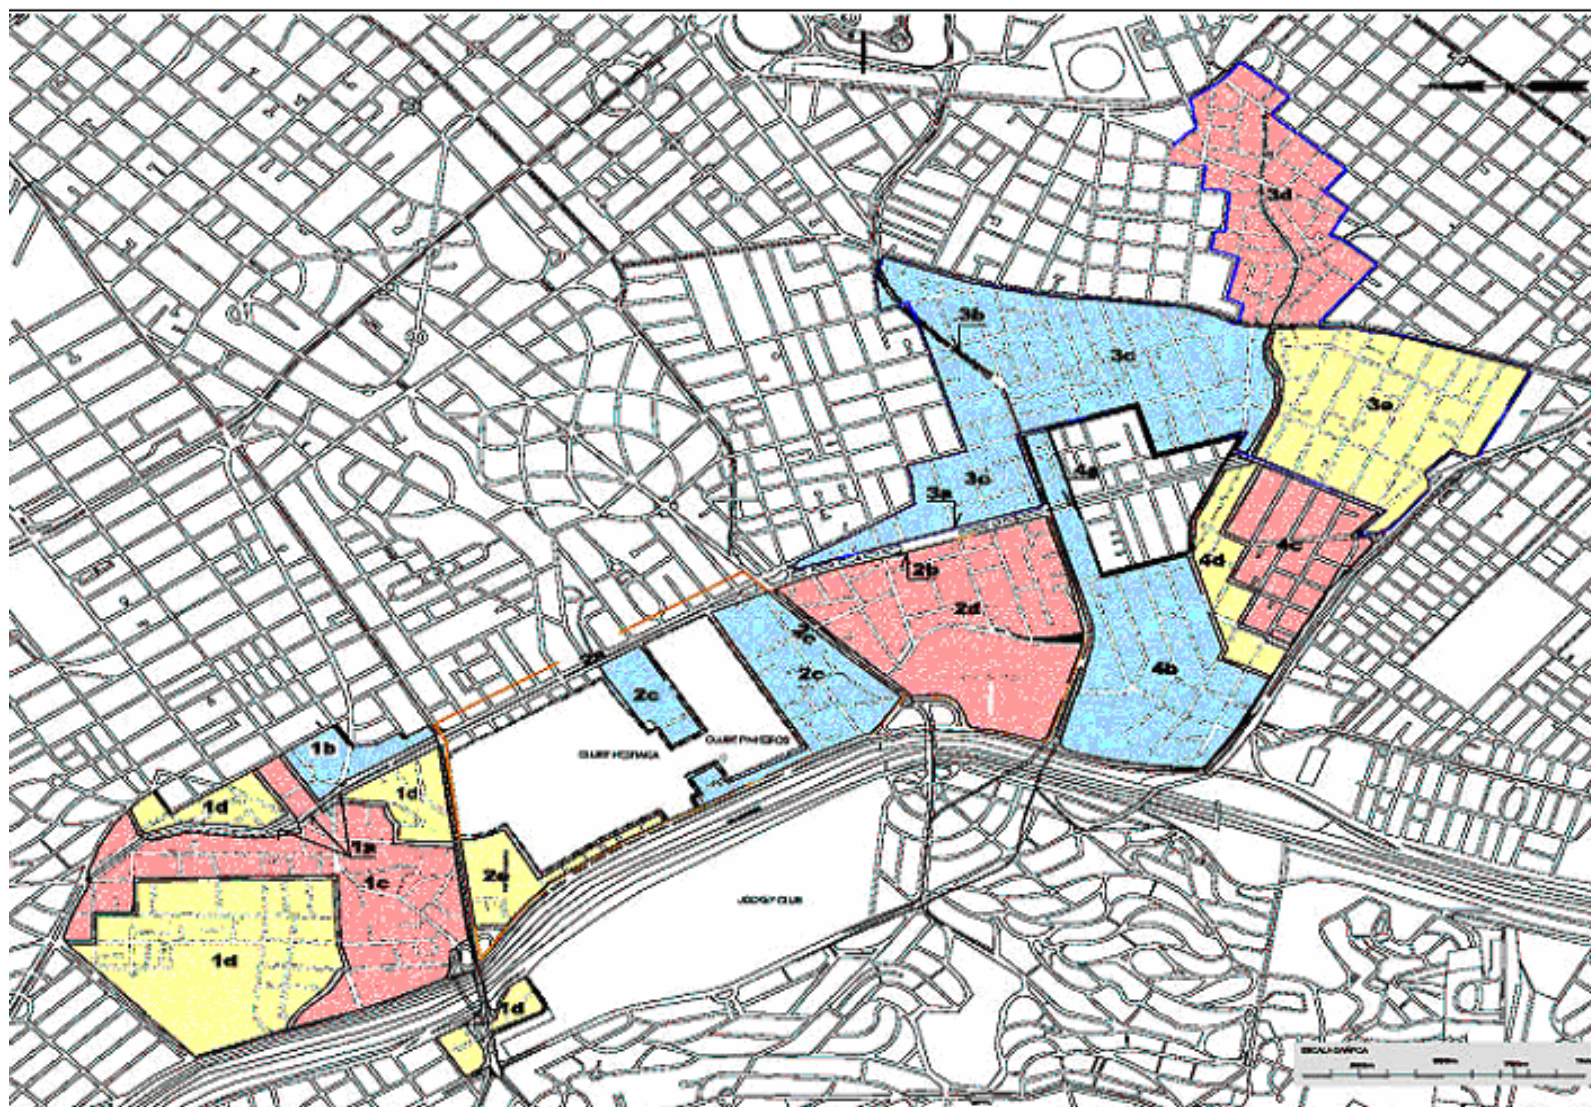 3d
3b
3c
3e
4a
3c
3a
4c
2b
4d
2d
2c
2a
2c
4b
2c
1b
CLUBE PINHEIROS
CLUBE HEBRAICA
1d
1d
1a
2e
1c
JOCKEY CLUB
1d
1d
ESCALA GRÁFICA